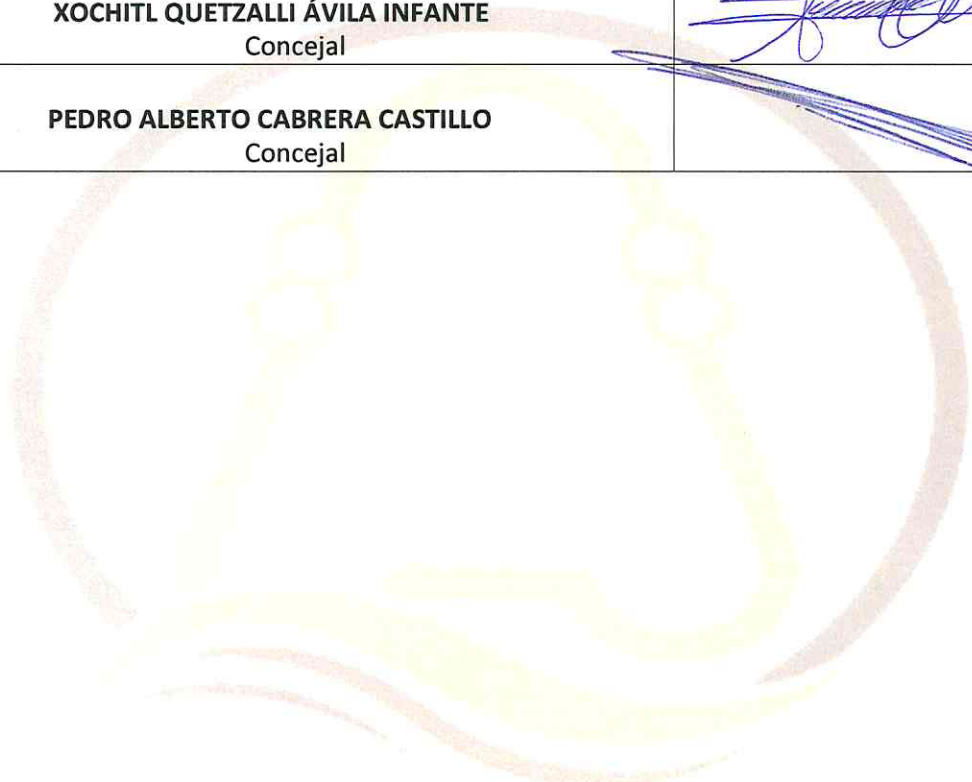 XOCHITL QUETZALLI ÁVILA INFANTE
Concejal
PEDRO ALBERTO CABRERA CASTILLO
Concejal